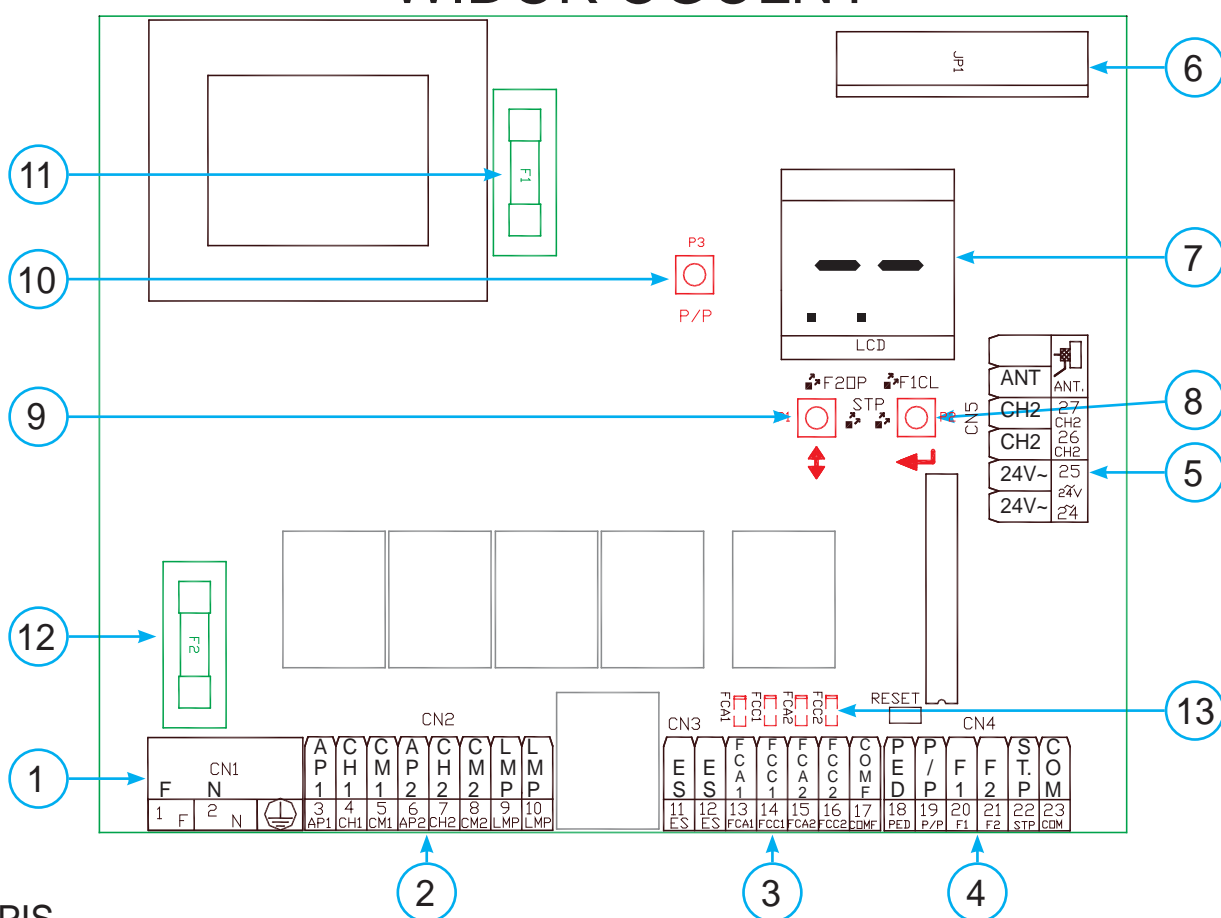 JP1
6
11
F1
P3
10
7
P/P
LCD
F2OP
F1CL
ANT
ANT.
9
P1
STP
8
CN5
CH2
27
CH2
CH2
26
CH2
24V~
25
5
24V~
24V~
24
12
F2
FCA1
FCC1
FCA2
FCC2
RESET
13
CN2
CN3
CN4
1
CN1
F
N
AP1
CH1
CM1
AP2
CH2
CM2
LMP
LMP
ES
ES
FCA1
FCC1
FCA2
FCC2
COMF
PED
P/P
F1
F2
ST.P
COM
1
F
2
N
3
4
5
6
7
8
9
10
11
12
13
14
15
16
17
18
19
20
21
22
23
AP1
CH1
CM1
AP2
CH2
CM2
LMP
LMP
ES
ES
FCA1
FCC1
FCA2
FCC2
COMF
PED
P/P
F1
F2
STP
COM
2
3
4